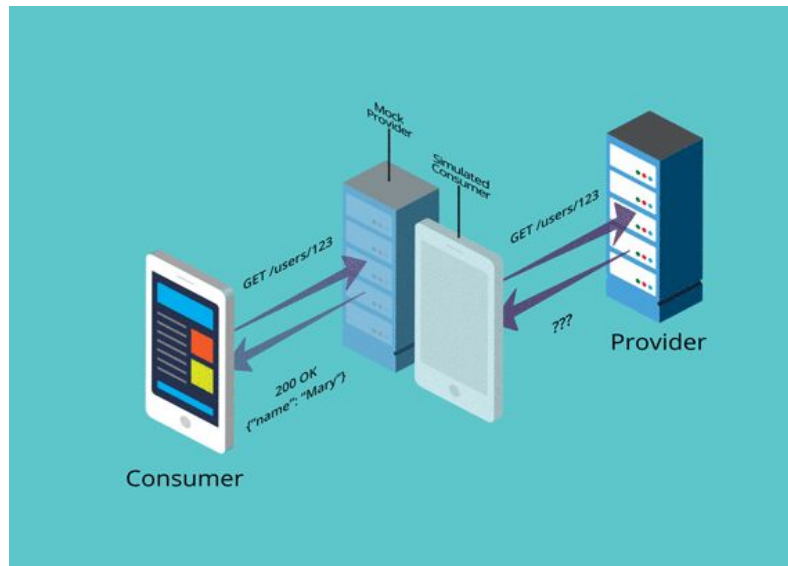 Mock
Provider
Simulated
Consumer
GET /users/123
GET /users/123
???
Provider
200 OK
{"name": "Mary"}
Consumer